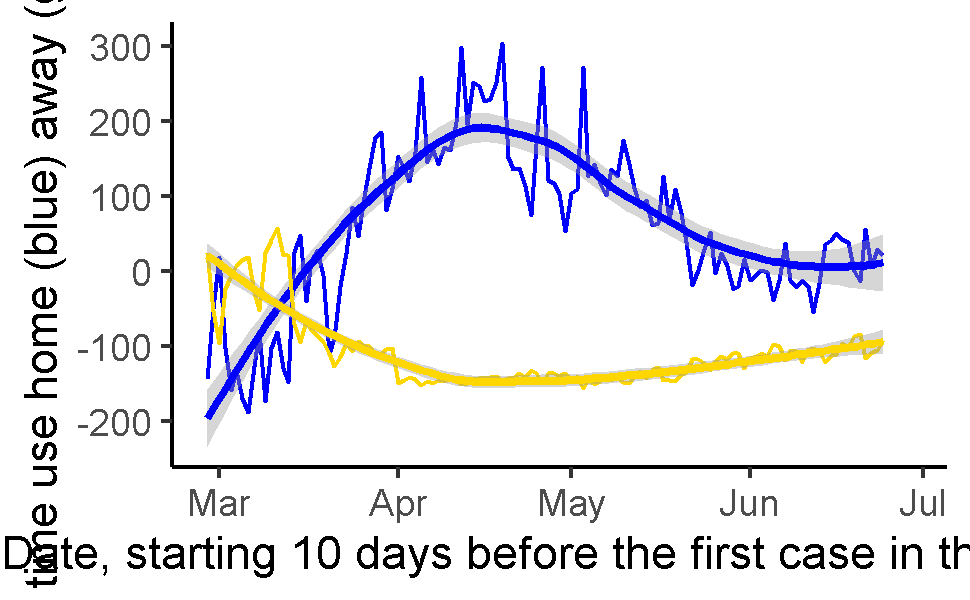 time use home (blue) away (
300
200
100
0
-100
-200
Mar Apr May Jun Jul
Date, starting 10 days before the first case in th